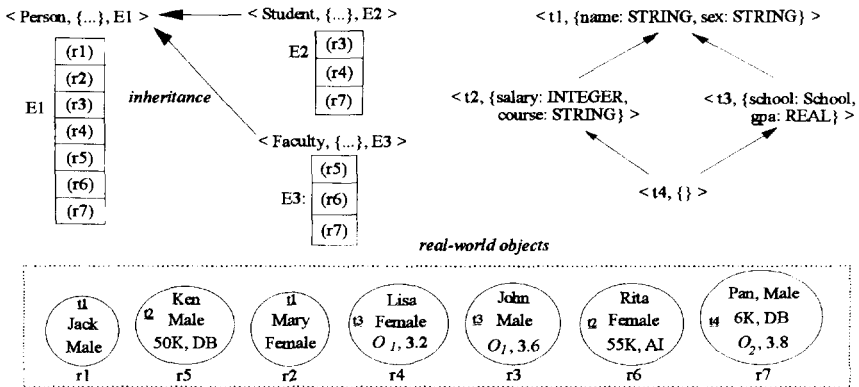 < Person, {...}, E1 >
< Student, {...}, E2 >
< t1, {name: STRING, sex: STRING} >
E1
(r1)
(r2)
(r3)
(r4)
(r5)
(r6)
(r7)
inheritance
E2
(r3)
(r4)
(r7)
< t2, {salary: INTEGER,
course: STRING} >
< t3, {school: School,
gpa: REAL} >
< Faculty, {...}, E3 >
E3:
(r5)
(r6)
(r7)
< t4, {} >
real-world objects
t1
Jack
Male
r1
t2
Ken
Male
50K, DB
r5
t1
Mary
Female
r2
t3
Lisa
Female
O1, 3.2
r4
t3
John
Male
O1, 3.6
r3
t2
Rita
Female
55K, AI
r6
t4
Pan, Male
6K, DB
O2, 3.8
r7